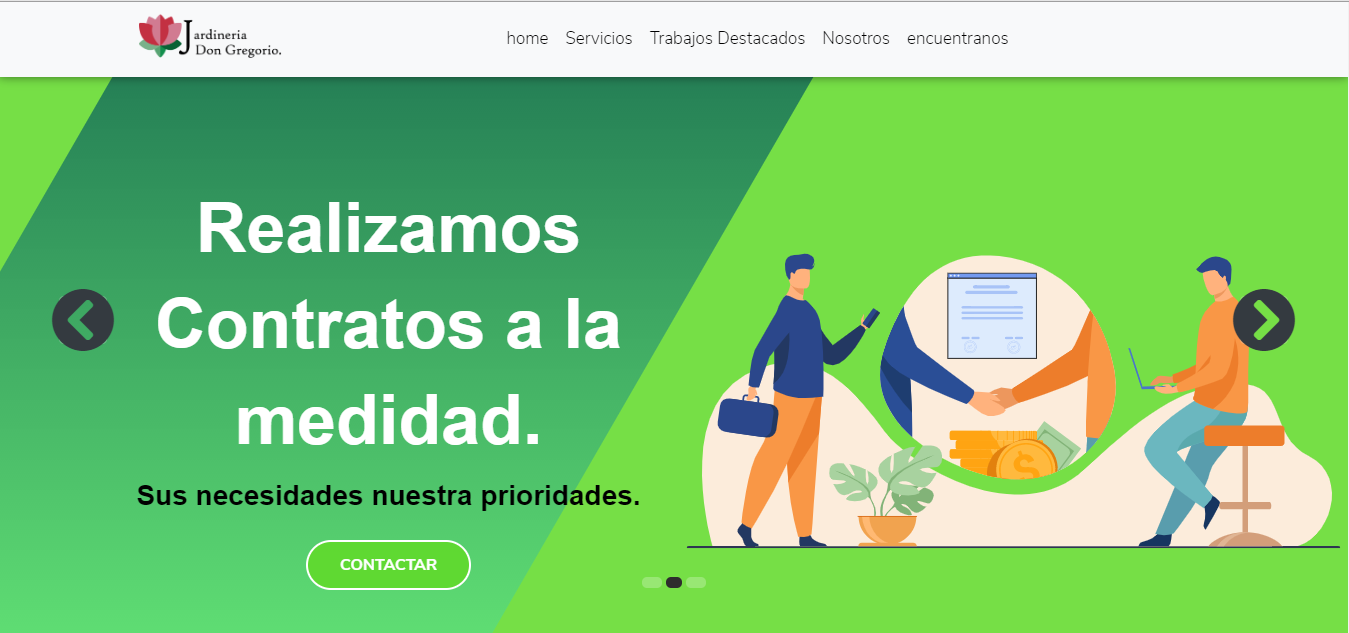 Jardineria
Don Gregorio.
home Servicios Trabajos Destacados Nosotros encuentranos
Realizamos
Contratos a la
medidad.
Sus necesidades nuestra prioridades.
CONTACTAR
$